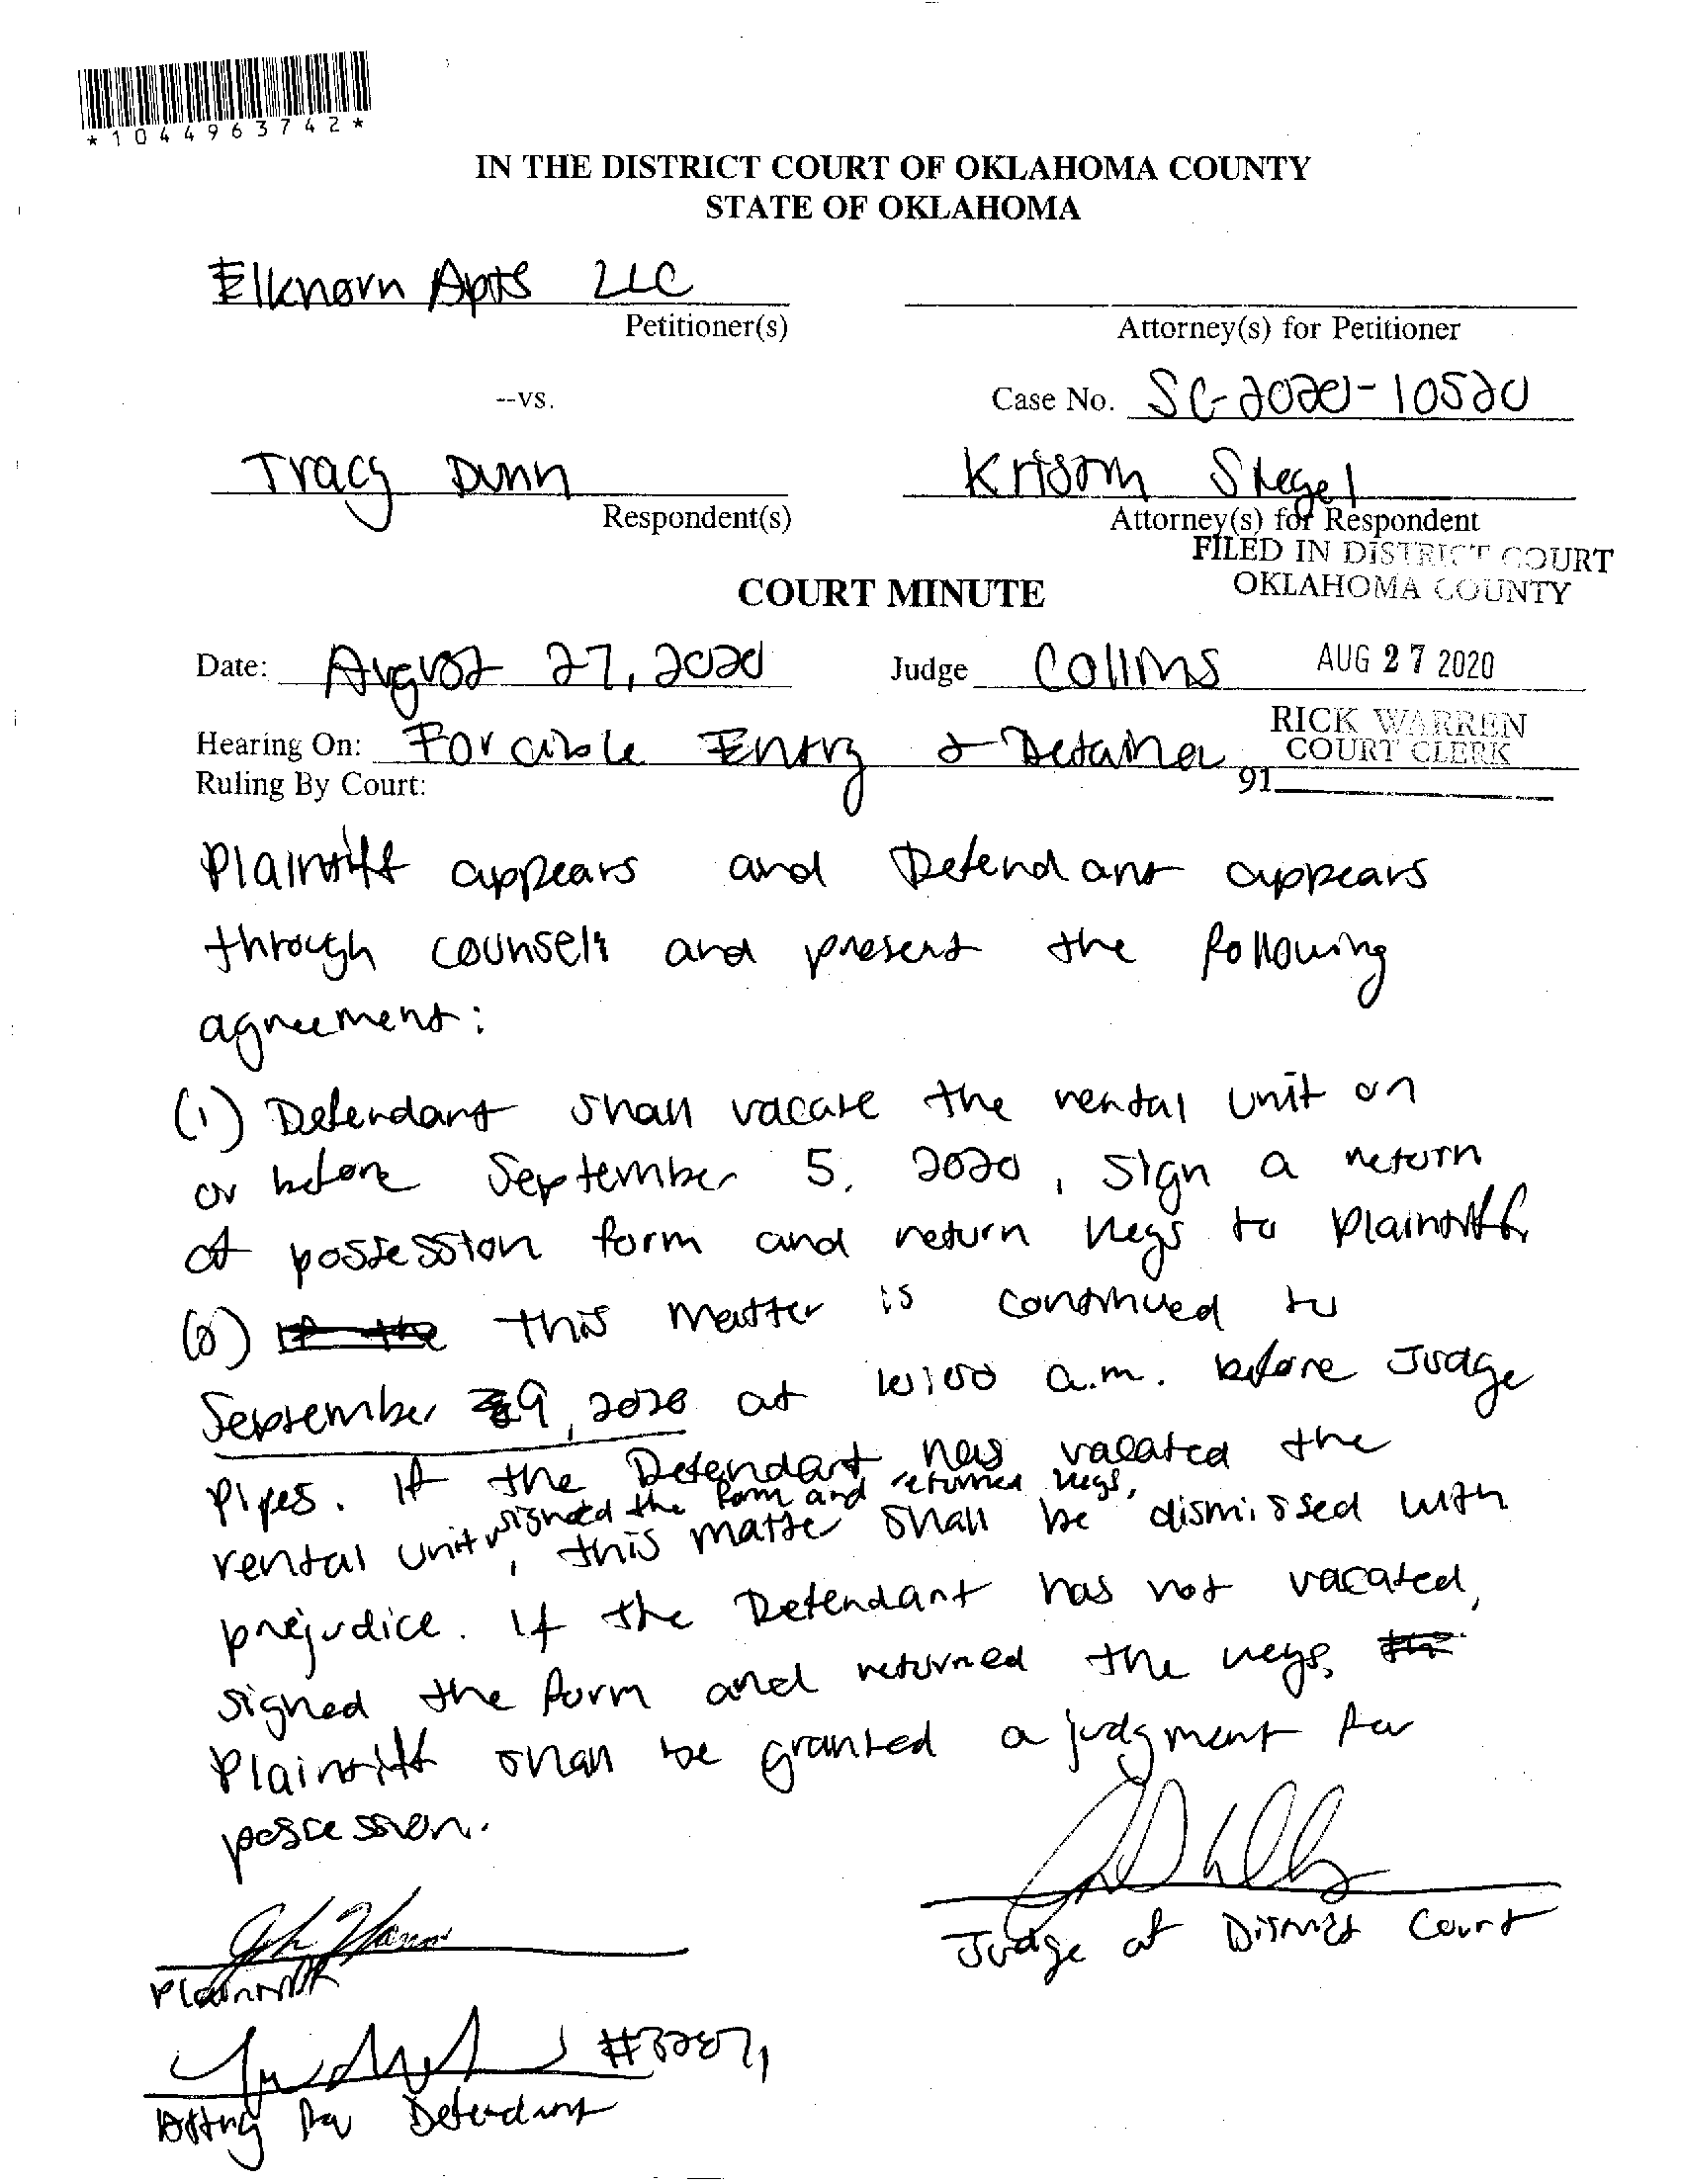 *1044963742*
IN THE DISTRICT COURT OF OKLAHOMA COUNTY
STATE OF OKLAHOMA
Elkhorn Apts LLC
Petitioner(s)
Attorney(s) for Petitioner
--vs.
Case No. SC-2020-10520
Tracy Dunn
Respondent(s)
Siegel
Attorney(s) for Respondent
FILED IN DISTRICT COURT
OKLAHOMA COUNTY
COURT MINUTE
Date: August 27, 2020
Judge Collins
AUG 27 2020
Hearing On: Forcible Entry & Detainer
RICK WARREN
COURT CLERK
91
Ruling By Court:
Plaintiff appears and Defendant appears
through counsel and present the following
agreement:
(1) Defendant shall vacate the rental unit on
or before September 5, 2020, sign a return
of possession form and return keys to Plaintiff
(2) this matter is continued to
September 9, 2020 at 10:00 a.m. before Judge
Pipes. If the Defendant has vacated the
signed the form and returned keys,
rental unit, this matter shall be dismissed with
prejudice. If the Defendant has not vacated,
signed the form and returned the keys,
Plaintiff shall be granted a judgment for
possession.
Judge of District Court
Plaintiff
Attny for Defendant